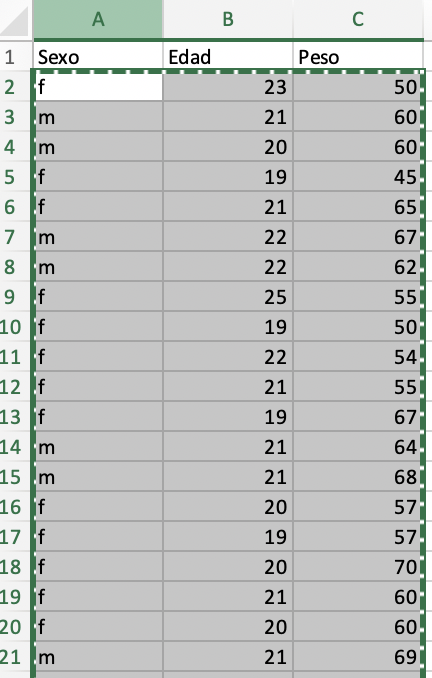 A B C
1 Sexo Edad Peso
2 f 23 50
3 m 21 60
4 m 20 60
5 f 19 45
6 f 21 65
7 m 22 67
8 m 22 62
9 f 25 55
10 f 19 50
11 f 22 54
12 f 21 55
13 f 19 67
14 m 21 64
15 m 21 68
16 f 20 57
17 f 19 57
18 f 20 70
19 f 21 60
20 f 20 60
21 m 21 69